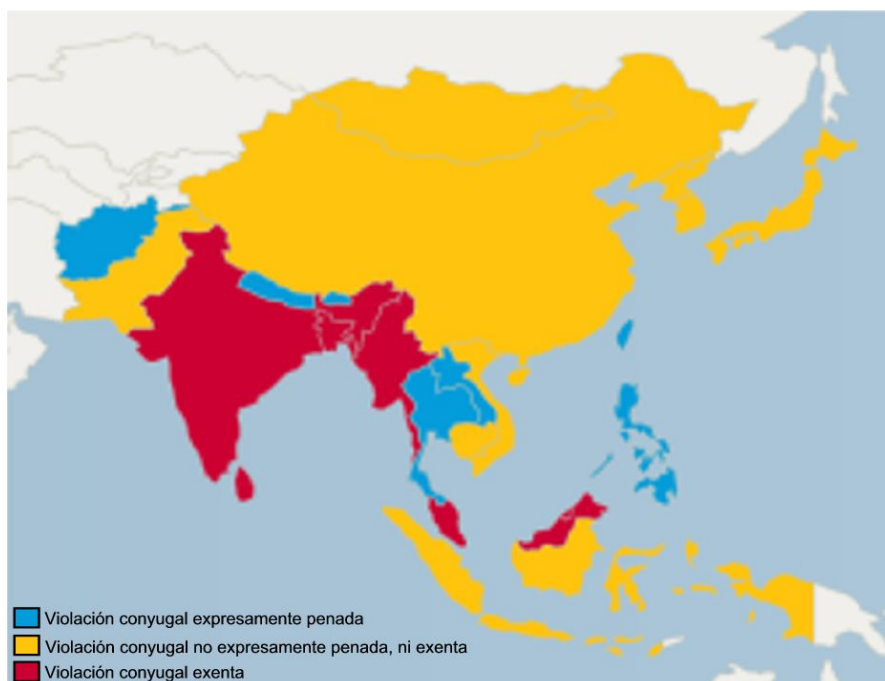 Violación conyugal expresamente penada
Violación conyugal no expresamente penada, ni exenta
Violación conyugal exenta